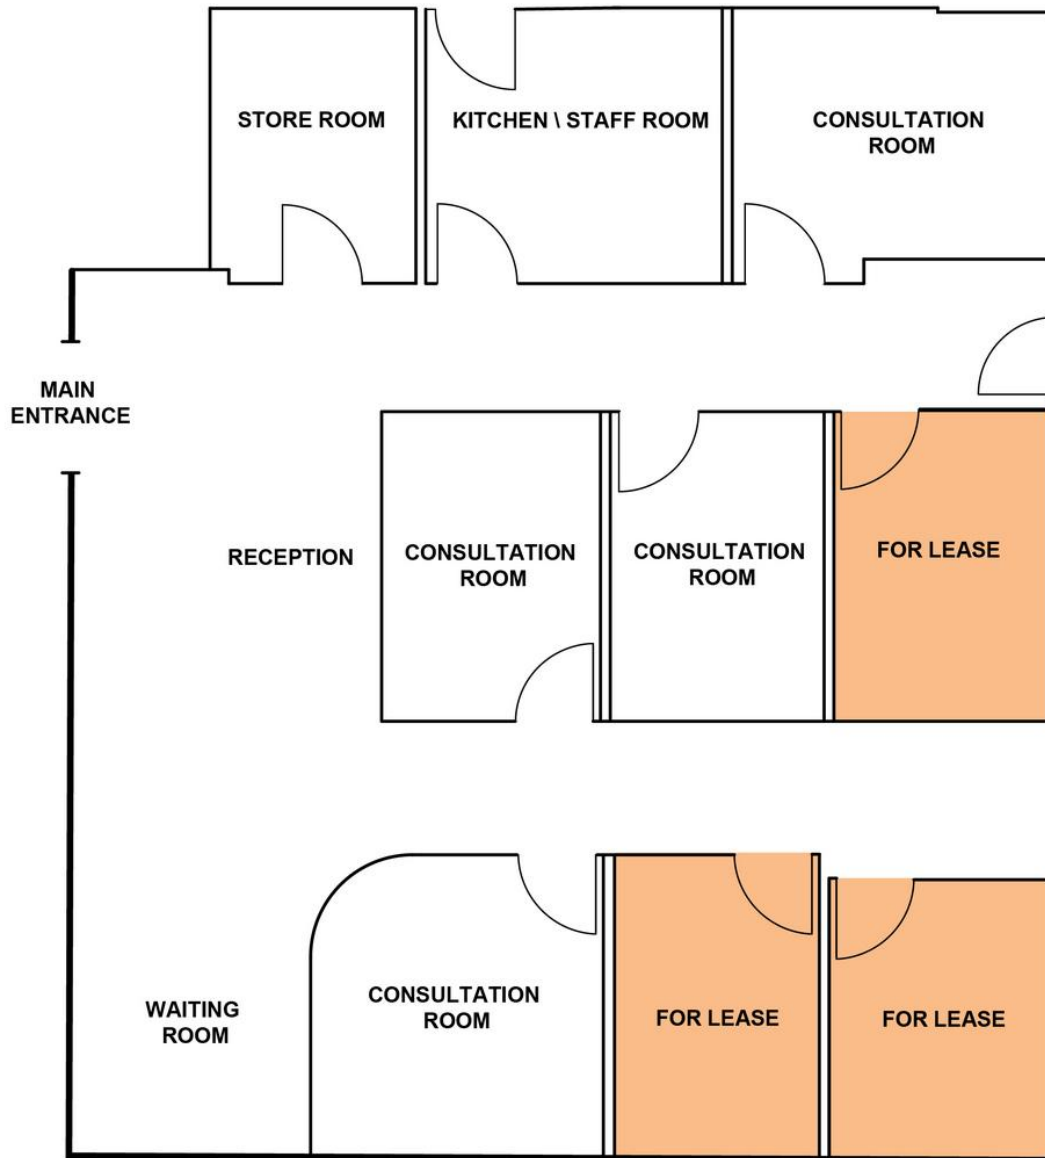 STORE ROOM
KITCHEN \ STAFF ROOM
CONSULTATION
ROOM
MAIN
ENTRANCE
RECEPTION
CONSULTATION
ROOM
CONSULTATION
ROOM
FOR LEASE
WAITING
ROOM
CONSULTATION
ROOM
FOR LEASE
FOR LEASE